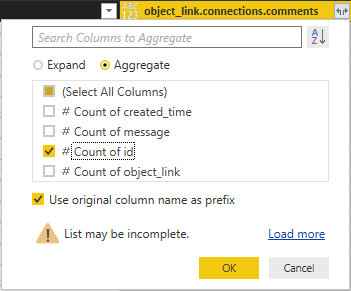 ABC
123
object_link.connections.comments
Search Columns to Aggregate
A
Z
Expand
Aggregate
(Select All Columns)
# Count of created_time
# Count of message
# Count of id
# Count of object_link
Use original column name as prefix
List may be incomplete.
Load more
OK
Cancel